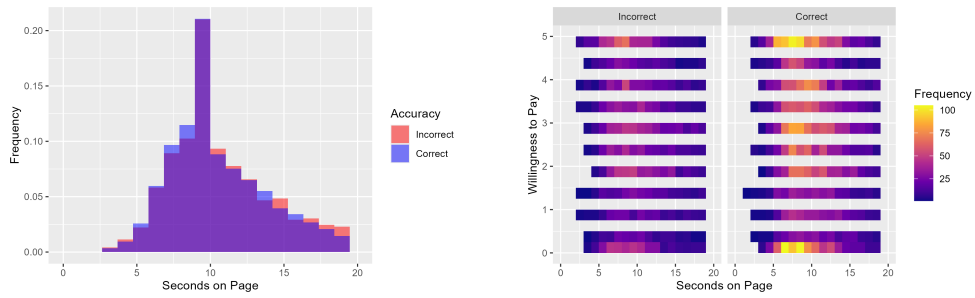 0.20
0.15
0.10
0.05
0.00
Frequency
0 5 10 15 20
Seconds on Page
Accuracy
Incorrect
Correct
Incorrect Correct
5
4
3
2
1
0
Willingness to Pay
0 5 10 15 20 0 5 10 15 20
Seconds on Page
Frequency
100
75
50
25